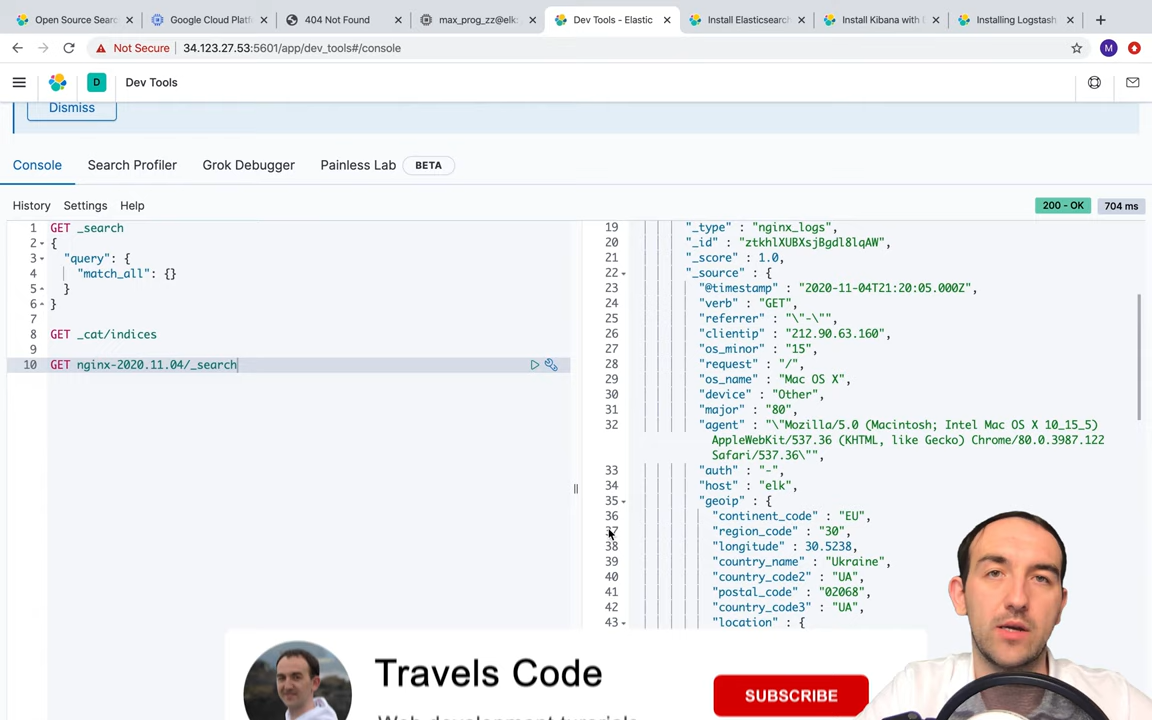 Open Source Sear
Google Cloud Platf
404 Not Found
max_prog_zz@elk:
Dev Tools - Elastic
Install Elasticsearch
Install Kibana with
Installing Logstash
Not Secure
34.123.27.53:5601/app/dev_tools#/console
M
D
Dev Tools
Dismiss
Console
Search Profiler
Grok Debugger
Painless Lab
BETA
History
Settings
Help
200 - OK
704 ms
1 GET _search
2 {
3 "query": {
4 "match_all": {}
5 }
6 }
7
8 GET _cat/indices
9
10 GET nginx-2020.11.04/_search
19 "_type" : "nginx_logs",
20 "_id" : "ztkhlXUBXsjBgdl8lqAW",
21 "_score" : 1.0,
22 "_source" : {
23 "@timestamp" : "2020-11-04T21:20:05.000Z",
24 "verb" : "GET",
25 "referrer" : "\"-\"",
26 "clientip" : "212.90.63.160",
27 "os_minor" : "15",
28 "request" : "/",
29 "os_name" : "Mac OS X",
30 "device" : "Other",
31 "major" : "80",
32 "agent" : "\"Mozilla/5.0 (Macintosh; Intel Mac OS X 10_15_5)
AppleWebKit/537.36 (KHTML, like Gecko) Chrome/80.0.3987.122
Safari/537.36\"",
33 "auth" : "-",
34 "host" : "elk",
35 "geoip" : {
36 "continent_code" : "EU",
37 "region_code" : "30",
38 "longitude" : 30.5238,
39 "country_name" : "Ukraine",
40 "country_code2" : "UA",
41 "postal_code" : "02068",
42 "country_code3" : "UA",
43 "location" : {
Travels Code
SUBSCRIBE
Web development tutorials